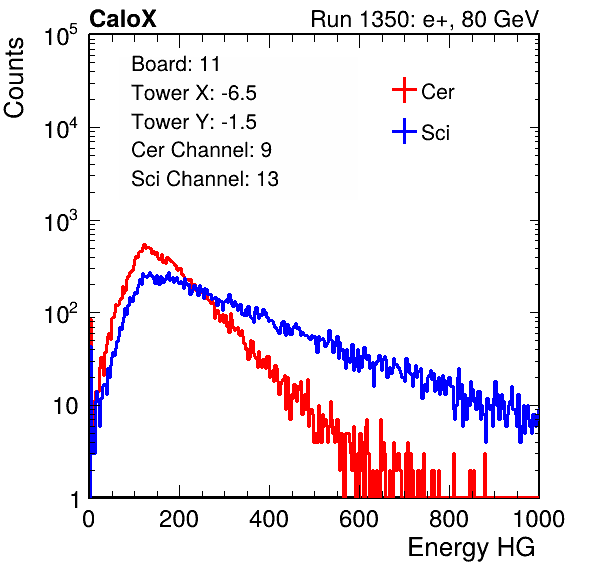 CaloX Run 1350: e+, 80 GeV
Board: 11
Tower X: -6.5
Tower Y: -1.5
Cer Channel: 9
Sci Channel: 13
Cer
Sci
Counts
10^5
10^4
10^3
10^2
10
1
0 200 400 600 800 1000
Energy HG